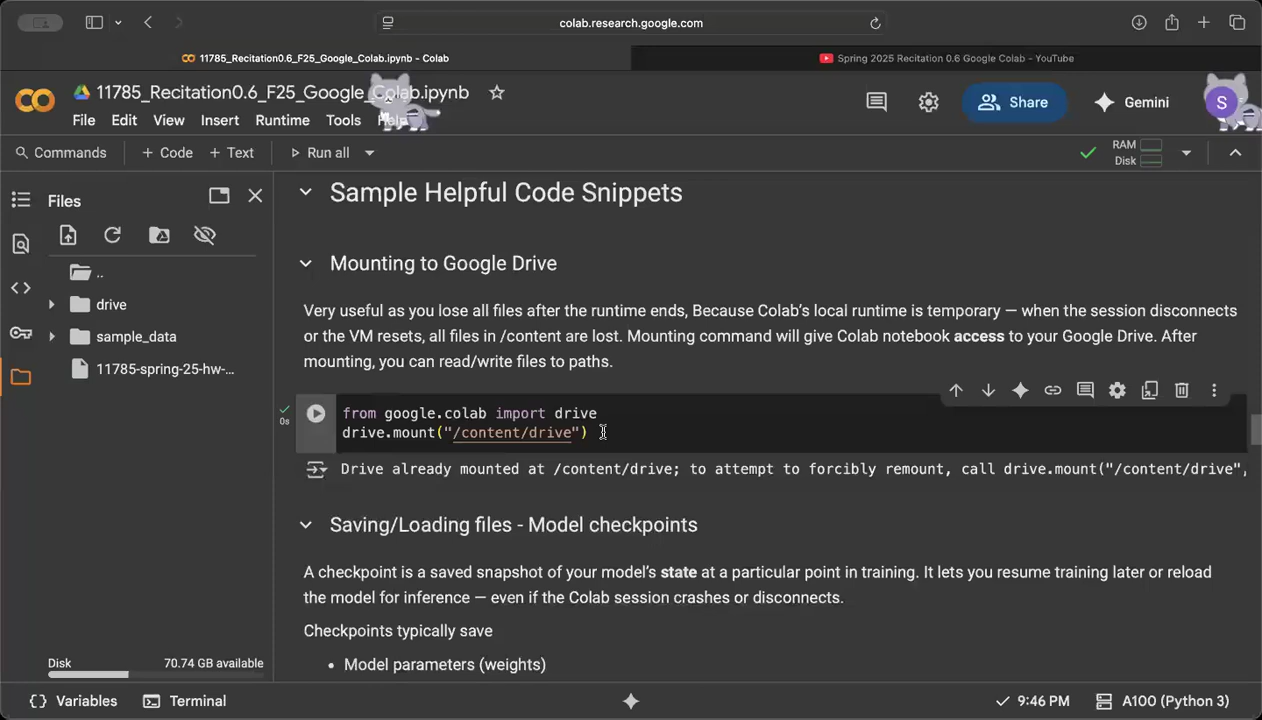 colab.research.google.com
11785_Recitation0.6_F25_Google_Colab.ipynb - Colab
Spring 2025 Recitation 0.6 Google Colab - YouTube
11785_Recitation0.6_F25_Google_Colab.ipynb
File Edit View Insert Runtime Tools Help
Share
Gemini
S
Commands + Code + Text Run all
RAM
Disk
Files
..
drive
sample_data
11785-spring-25-hw-...
Disk 70.74 GB available
Sample Helpful Code Snippets
Mounting to Google Drive
Very useful as you lose all files after the runtime ends, Because Colab's local runtime is temporary — when the session disconnects
or the VM resets, all files in /content are lost. Mounting command will give Colab notebook access to your Google Drive. After
mounting, you can read/write files to paths.
0s
from google.colab import drive
drive.mount("/content/drive")
Drive already mounted at /content/drive; to attempt to forcibly remount, call drive.mount("/content/drive",
Saving/Loading files - Model checkpoints
A checkpoint is a saved snapshot of your model's state at a particular point in training. It lets you resume training later or reload
the model for inference — even if the Colab session crashes or disconnects.
Checkpoints typically save
• Model parameters (weights)
{} Variables Terminal
9:46 PM A100 (Python 3)